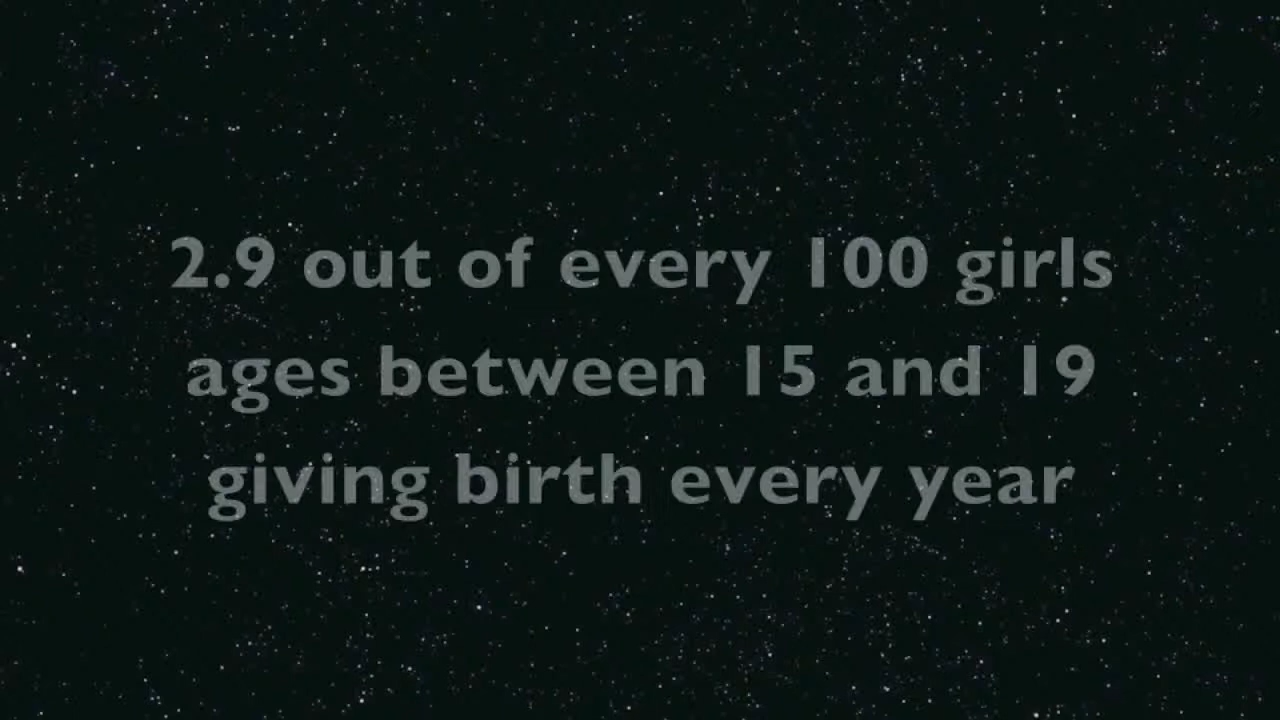 2.9 out of every 100 girls
ages between 15 and 19
giving birth every year